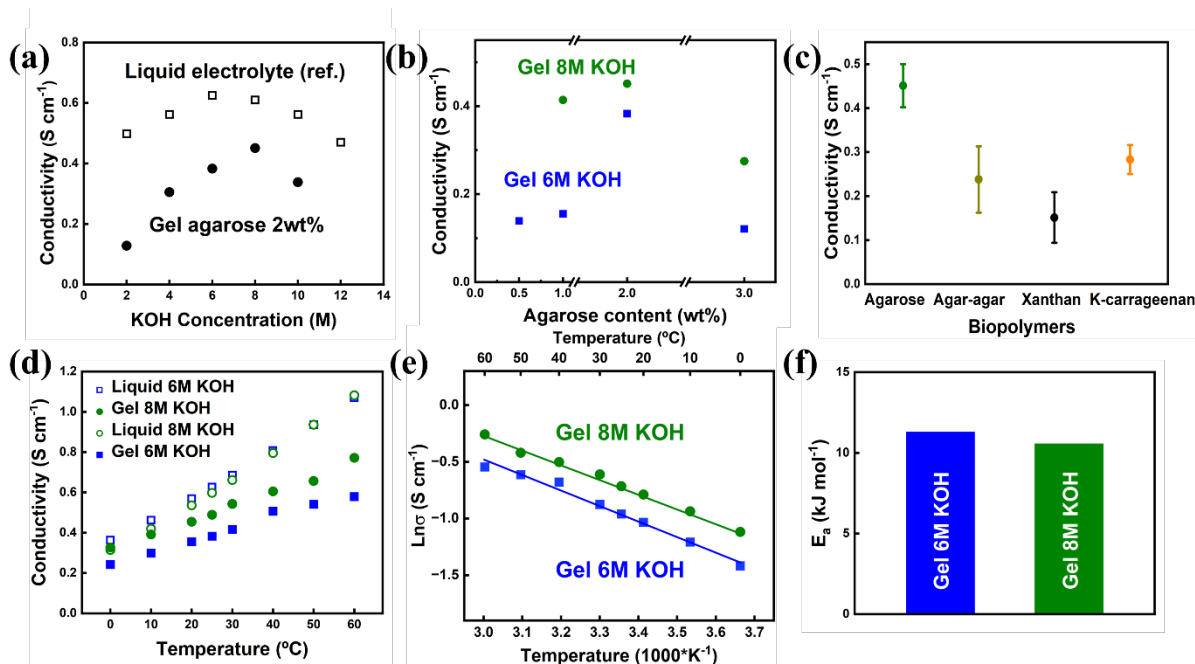 (a)
Conductivity (S cm⁻¹)
0.8
0.6
0.4
0.2
0.0
Liquid electrolyte (ref.)
Gel agarose 2wt%
0 2 4 6 8 10 12 14
KOH Concentration (M)
(b)
Conductivity (S cm⁻¹)
0.4
0.2
0.0
Gel 8M KOH
Gel 6M KOH
0.0 0.5 1.0 2.0 3.0
Agarose content (wt%)
(c)
Conductivity (S cm⁻¹)
0.5
0.4
0.3
0.2
0.1
0.0
Agarose Agar-agar Xanthan K-carrageenan
Biopolymers
(d)
Conductivity (S cm⁻¹)
1.2
1.0
0.8
0.6
0.4
0.2
0.0
Liquid 6M KOH
Gel 8M KOH
Liquid 8M KOH
Gel 6M KOH
0 10 20 30 40 50 60
Temperature (ºC)
(e)
Temperature (ºC)
60 50 40 30 20 10 0
Lnσ (S cm⁻¹)
0.0
−0.5
−1.0
−1.5
Gel 8M KOH
Gel 6M KOH
3.0 3.1 3.2 3.3 3.4 3.5 3.6 3.7
Temperature (1000*K⁻¹)
(f)
Eₐ (kJ mol⁻¹)
15
10
5
0
Gel 6M KOH
Gel 8M KOH